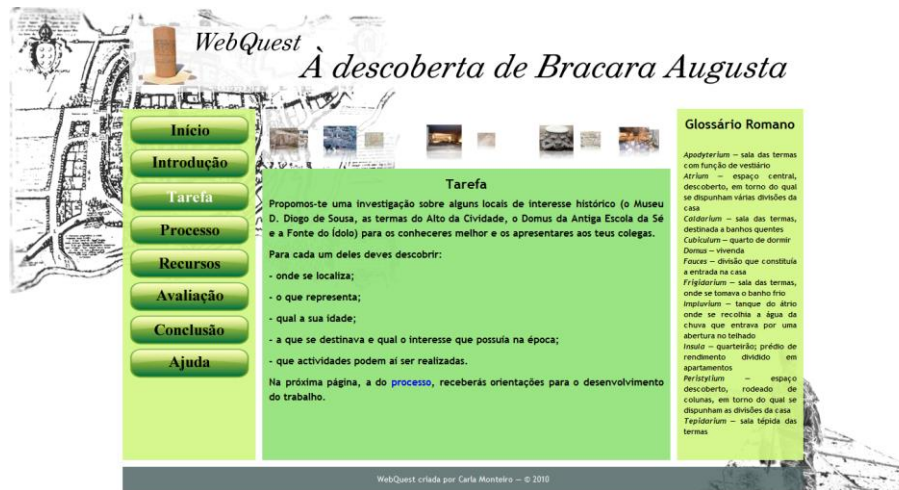 WebQuest
À descoberta de Bracara Augusta
Início
Introdução
Tarefa
Processo
Recursos
Avaliação
Conclusão
Ajuda
Tarefa
Propomos-te uma investigação sobre alguns locais de interesse histórico (o Museu
D. Diogo de Sousa, as termas do Alto da Cividade, o Domus da Antiga Escola da Sé
e a Fonte do Ídolo) para os conheceres melhor e os apresentares aos teus colegas.
Para cada um deles deves descobrir:
- onde se localiza;
- o que representa;
- qual a sua idade;
- a que se destinava e qual o interesse que possuía na época;
- que actividades podem aí ser realizadas.
Na próxima página, a do processo, receberás orientações para o desenvolvimento
do trabalho.
Glossário Romano
Apodyterium – sala das termas
com função de vestiário
Atrium – espaço central,
descoberto, em torno do qual
se dispunham várias divisões da
casa
Caldarium – sala das termas,
destinada a banhos quentes
Cubiculum – quarto de dormir
Domus – vivenda
Fauces – divisão que constituía
a entrada na casa
Frigidarium – sala das termas,
onde se tomava o banho frio
Impluvium – tanque do átrio
onde se recolhia a água da
chuva que entrava por uma
abertura no telhado
Insula – quarteirão; prédio de
rendimento dividido em
apartamentos
Peristylium – espaço
descoberto, rodeado de
colunas, em torno do qual se
dispunham as divisões da casa
Tepidarium – sala tépida das
termas
WebQuest criada por Carla Monteiro – © 2010